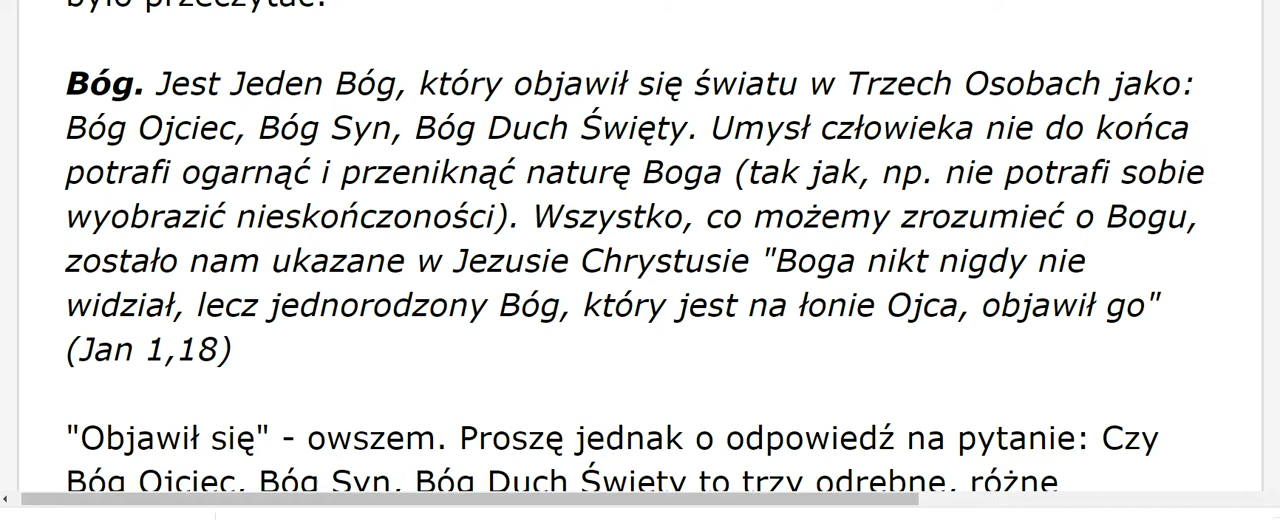 było przeczytać.
Bóg. Jest Jeden Bóg, który objawił się światu w Trzech Osobach jako:
Bóg Ojciec, Bóg Syn, Bóg Duch Święty. Umysł człowieka nie do końca
potrafi ogarnąć i przeniknąć naturę Boga (tak jak, np. nie potrafi sobie
wyobrazić nieskończoności). Wszystko, co możemy zrozumieć o Bogu,
zostało nam ukazane w Jezusie Chrystusie "Boga nikt nigdy nie
widział, lecz jednorodzony Bóg, który jest na łonie Ojca, objawił go"
(Jan 1,18)
"Objawił się" - owszem. Proszę jednak o odpowiedź na pytanie: Czy
Bóg Ojciec, Bóg Syn, Bóg Duch Święty to trzy odrębne, różne